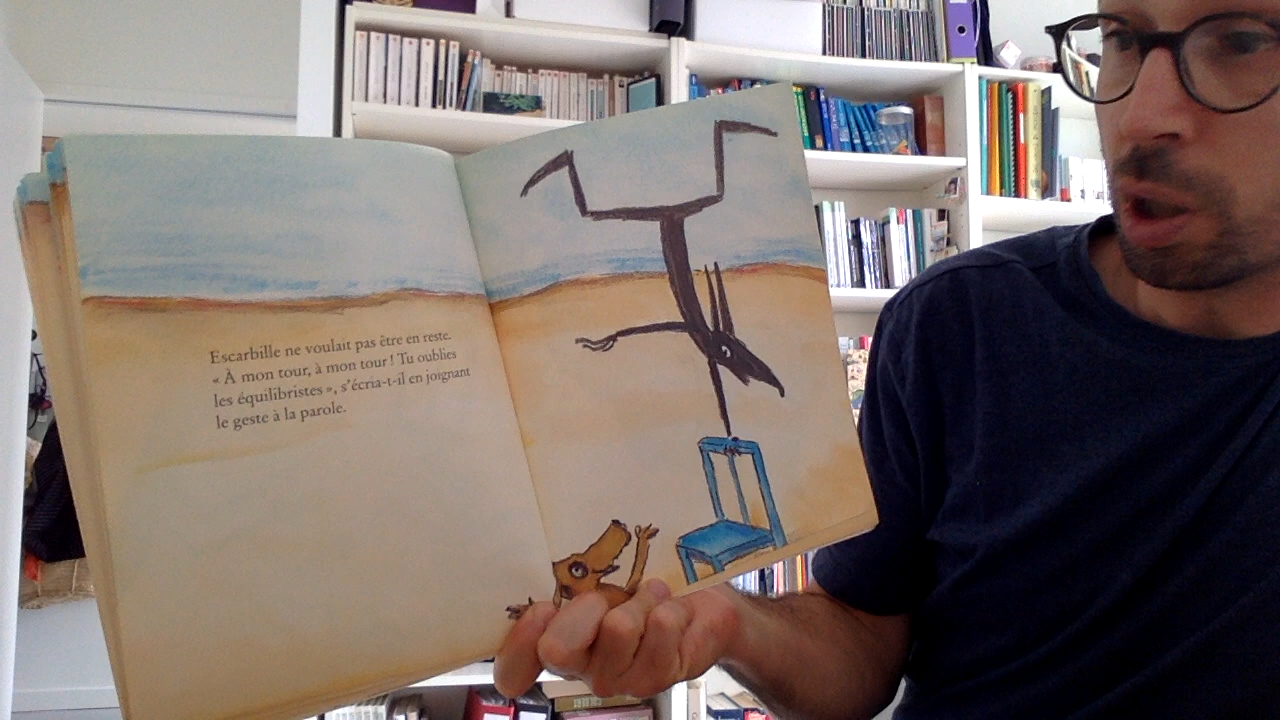 Escarbille ne voulait pas être en reste.
« À mon tour, à mon tour ! Tu oublies
les équilibristes », s'écria-t-il en joignant
le geste à la parole.